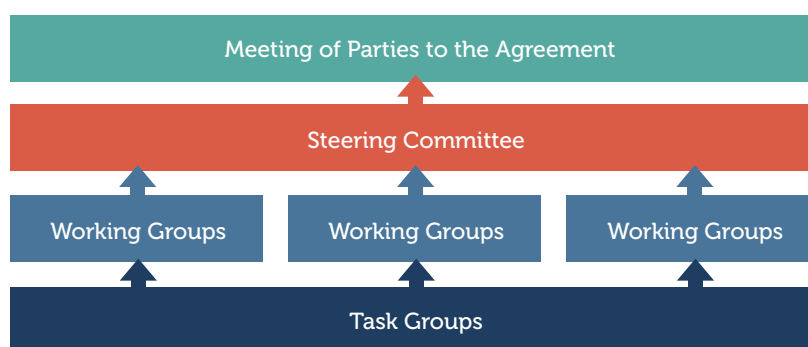 Meeting of Parties to the Agreement
Steering Committee
Working Groups
Working Groups
Working Groups
Task Groups